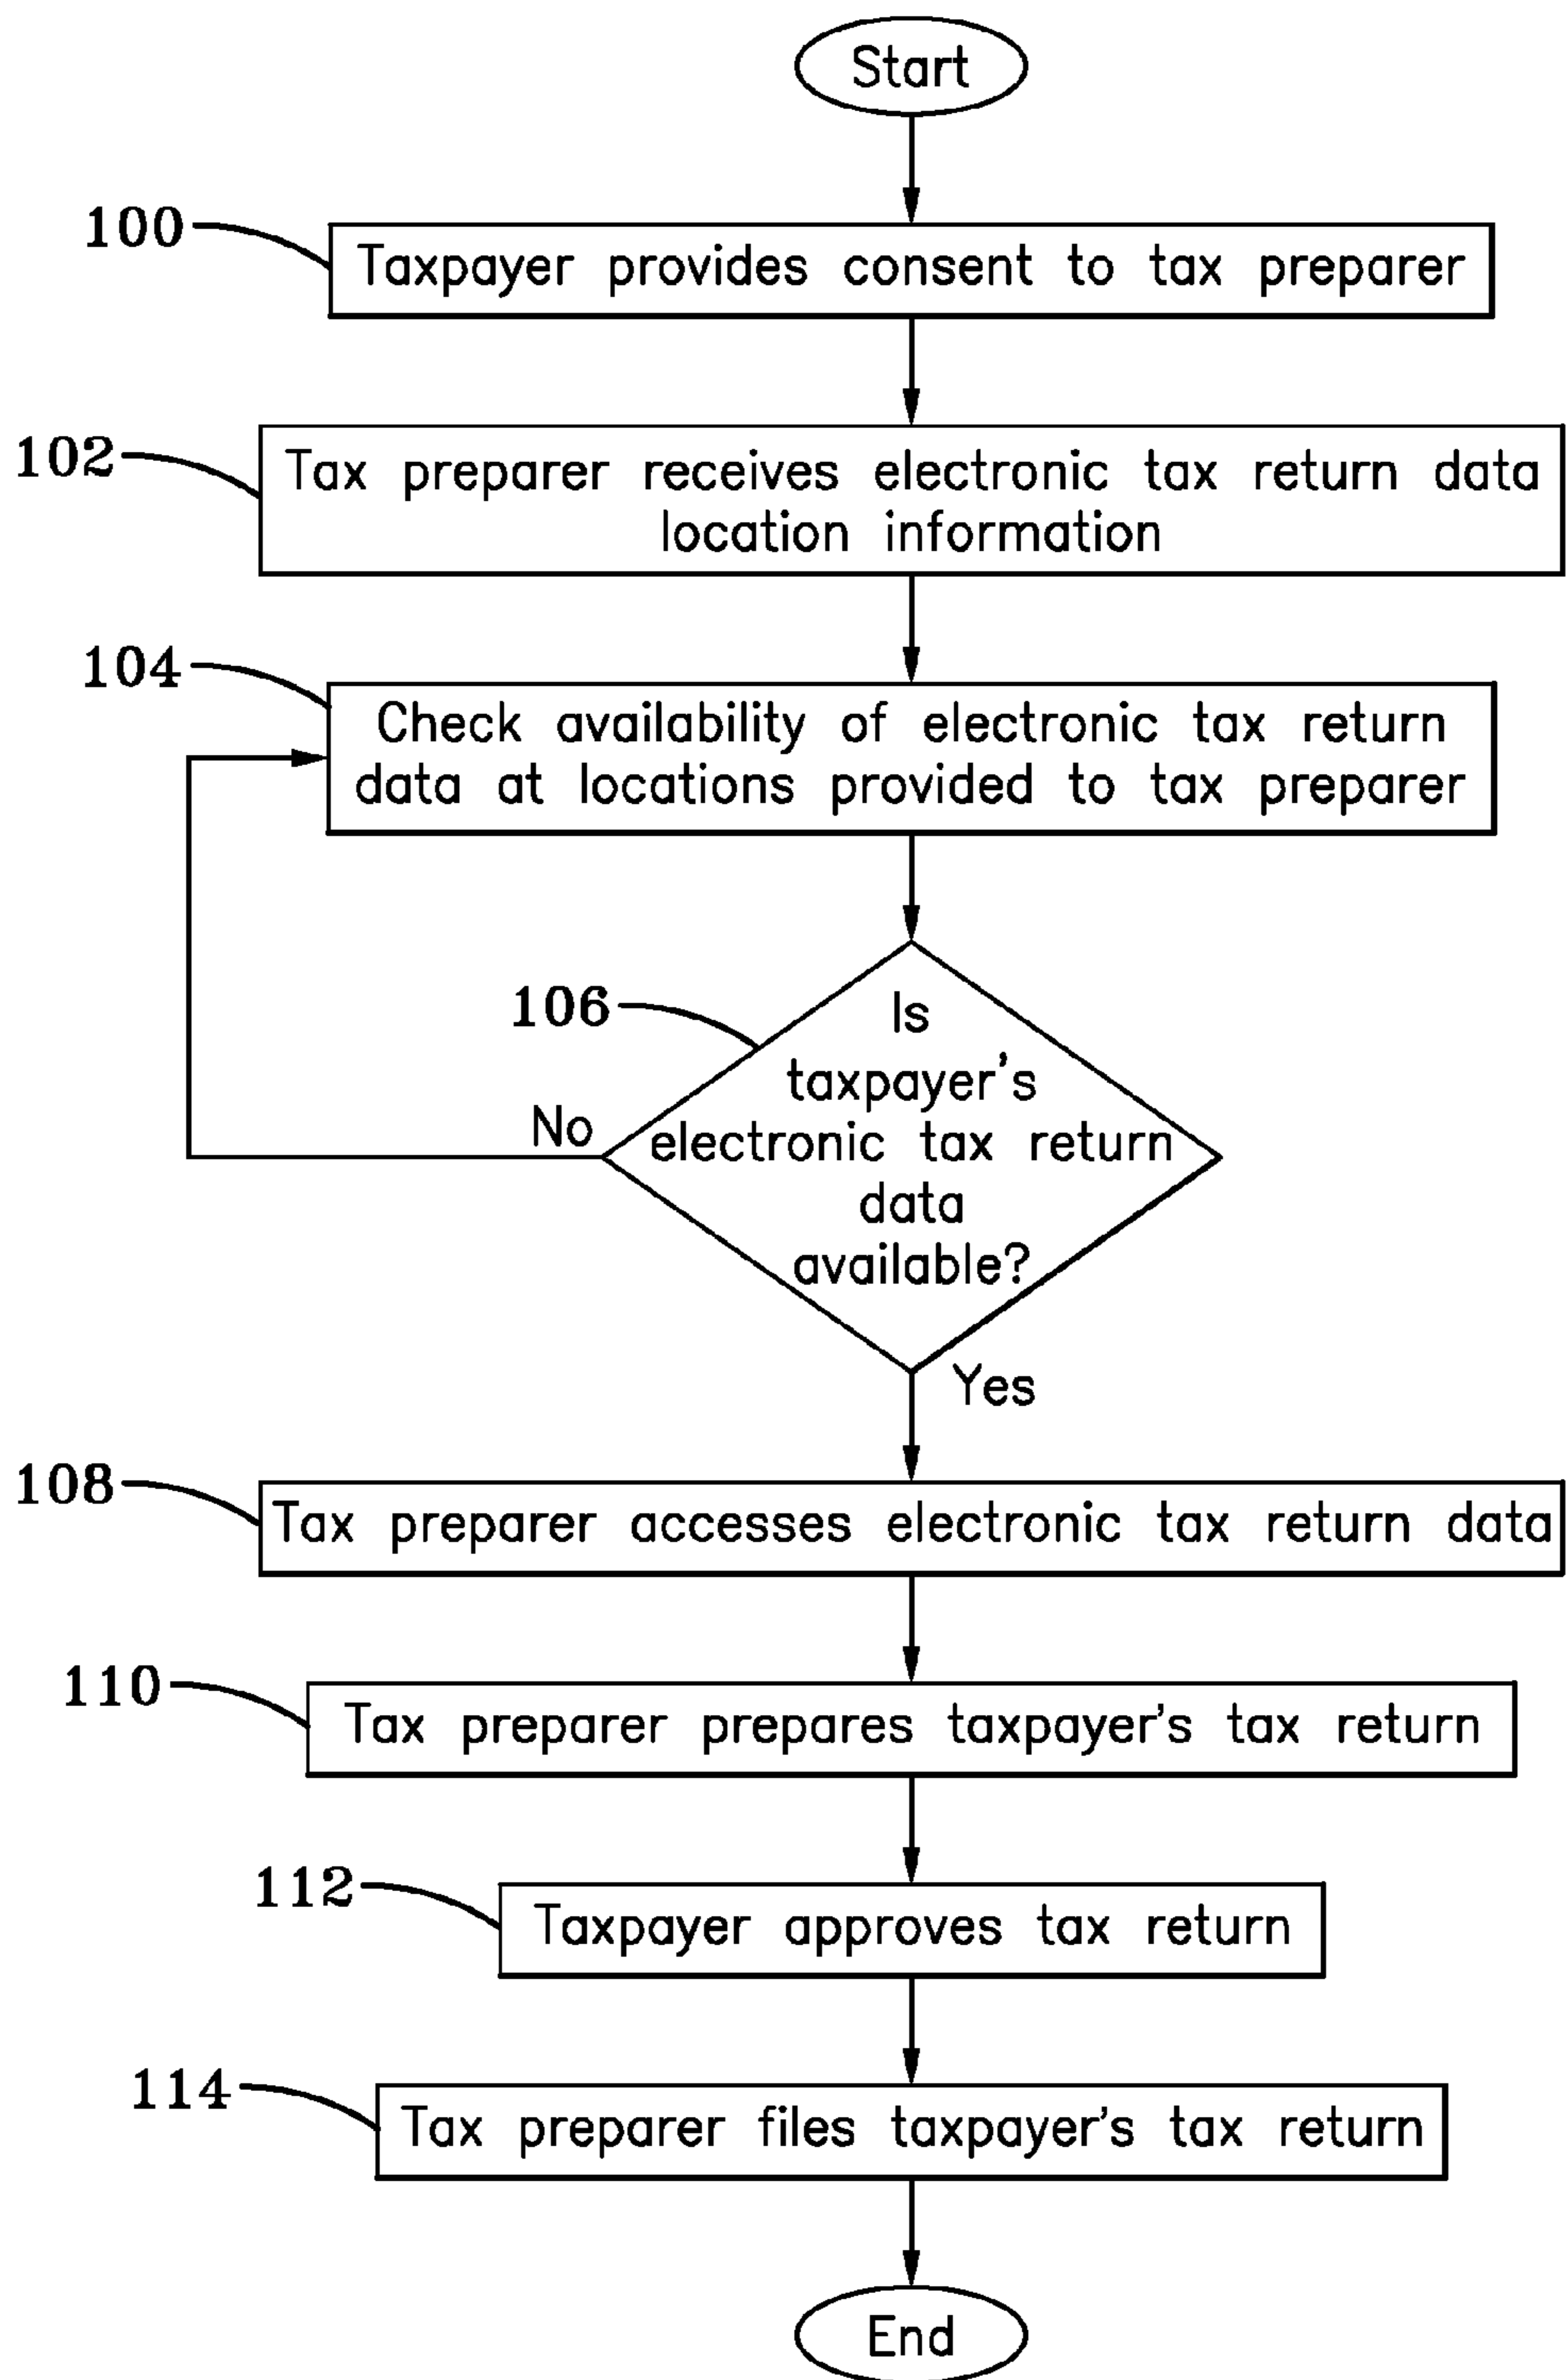 Start
100
Taxpayer provides consent to tax preparer
102
Tax preparer receives electronic tax return data
location information
104
Check availability of electronic tax return
data at locations provided to tax preparer
106
Is
taxpayer's
No
electronic tax return
data
available?
Yes
108
Tax preparer accesses electronic tax return data
110
Tax preparer prepares taxpayer's tax return
112
Taxpayer approves tax return
114
Tax preparer files taxpayer's tax return
End